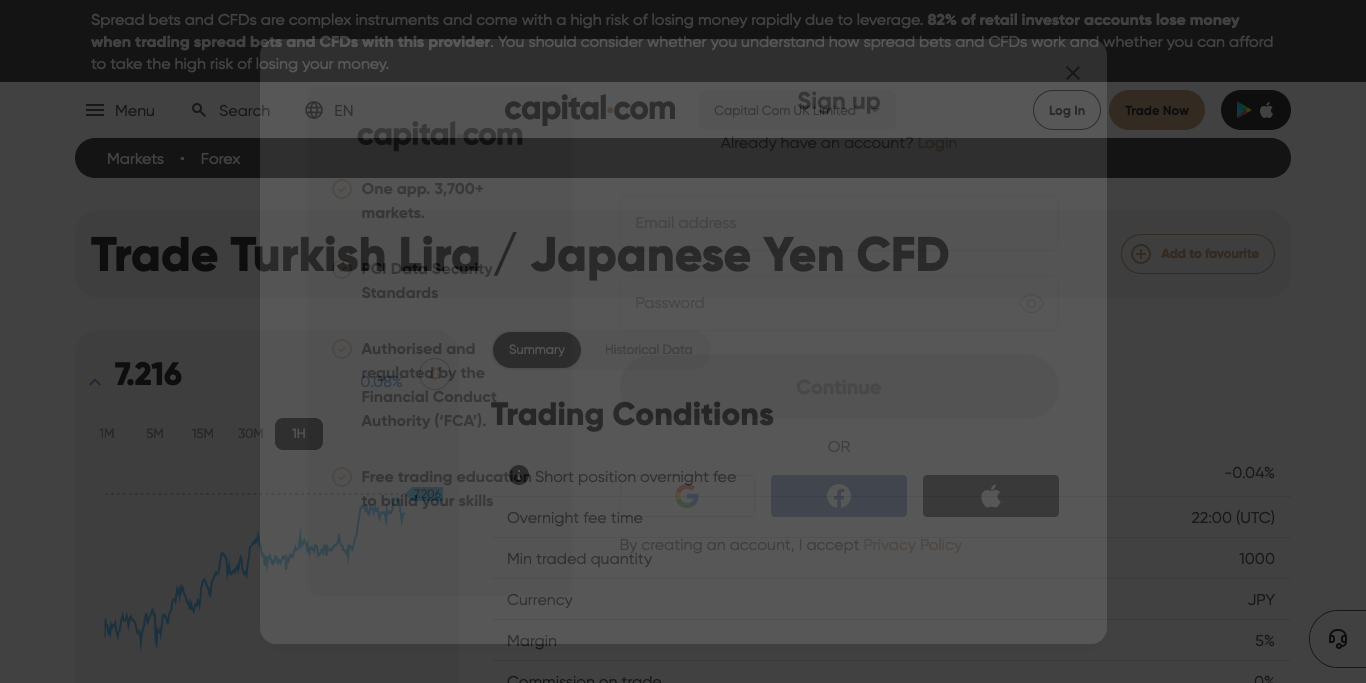 Spread bets and CFDs are complex instruments and come with a high risk of losing money rapidly due to leverage. 82% of retail investor accounts lose money
when trading spread bets and CFDs with this provider. You should consider whether you understand how spread bets and CFDs work and whether you can afford
to take the high risk of losing your money.
Menu
Search
EN
capital.com
Capital Com UK Limited
Log In
Trade Now
Markets • Forex
Trade Turkish Lira / Japanese Yen CFD
Add to favourite
7.216
0.08%
1M
5M
15M
30M
1H
7.206
Summary
Historical Data
Trading Conditions
Short position overnight fee
-0.04%
Overnight fee time
22:00 (UTC)
Min traded quantity
1000
Currency
JPY
Margin
5%
Commission on trade
0%
capital.com
One app. 3,700+
markets.
PCI Data Security
Standards
Authorised and
regulated by the
Financial Conduct
Authority (‘FCA’).
Free trading education
to build your skills
Sign up
Already have an account? Login
Email address
Password
Continue
OR
By creating an account, I accept Privacy Policy